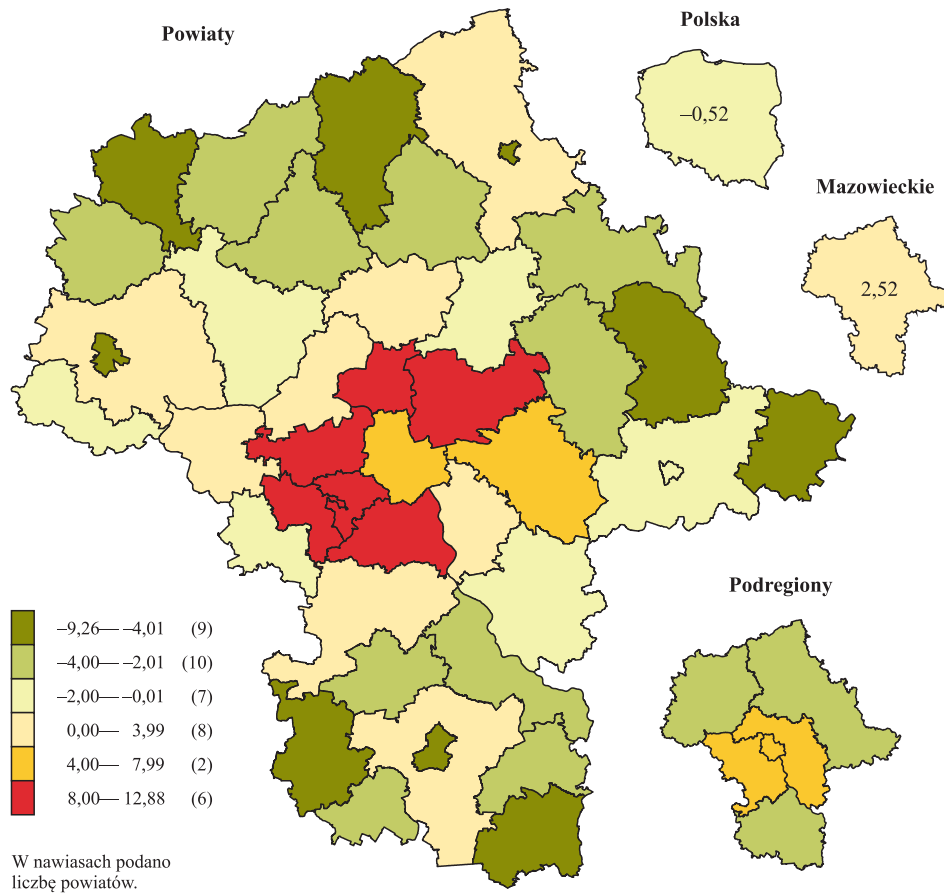 Powiaty
Polska
–0,52
Mazowieckie
2,52
Podregiony
–9,26— –4,01 (9)
–4,00— –2,01 (10)
–2,00— –0,01 (7)
0,00— 3,99 (8)
4,00— 7,99 (2)
8,00— 12,88 (6)
W nawiasach podano
liczbę powiatów.